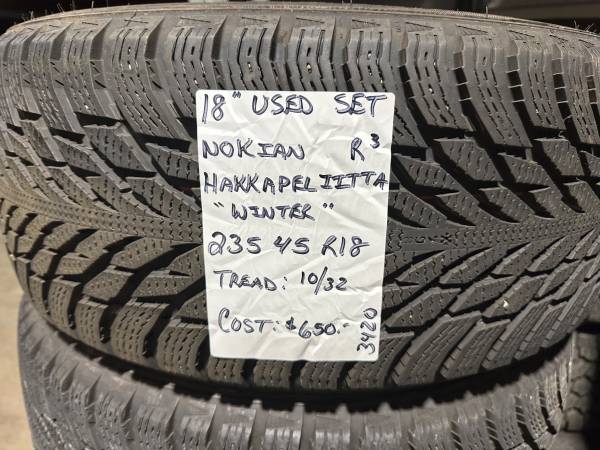 18" USED SET
NOKIAN R3
HAKKAPELIITTA
"WINTER"
235 45 R18
TREAD: 10/32
COST: $650.-
3420